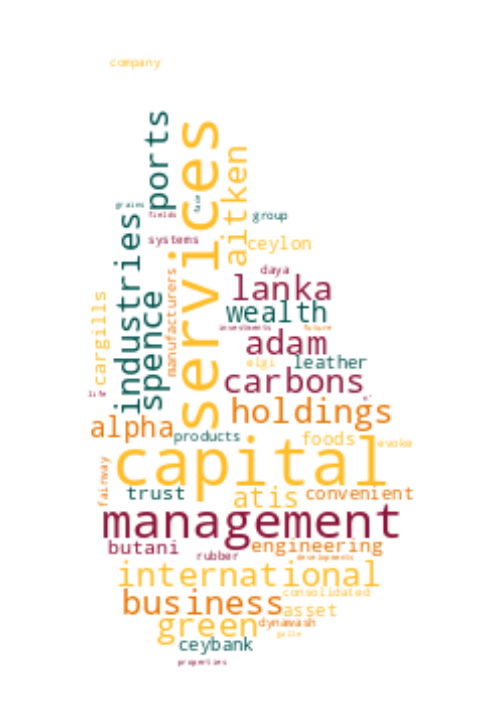 company
ports
services
aitken
grains
fields
face
group
industries
systems
ceylon
manufacturers
daya
lanka
spence
cargills
wealth
investments
future
adam
elgi
leather
carbons
life
holdings
alpha
products
foods
evoke
capital
fairway
trust
atis
convenient
management
butani
engineering
rubber
developments
international
business
consolidated
asset
green
dynawash
galle
ceybank
properties